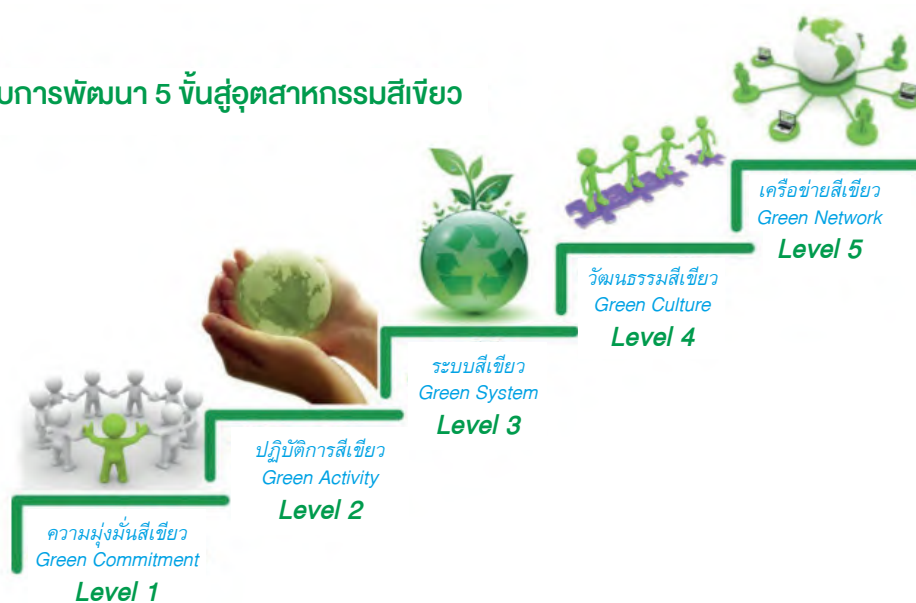 บการพัฒนา 5 ขั้นสู่อุตสาหกรรมสีเขียว
เครือข่ายสีเขียว
Green Network
Level 5
วัฒนธรรมสีเขียว
Green Culture
Level 4
ระบบสีเขียว
Green System
Level 3
ปฏิบัติการสีเขียว
Green Activity
Level 2
ความมุ่งมั่นสีเขียว
Green Commitment
Level 1